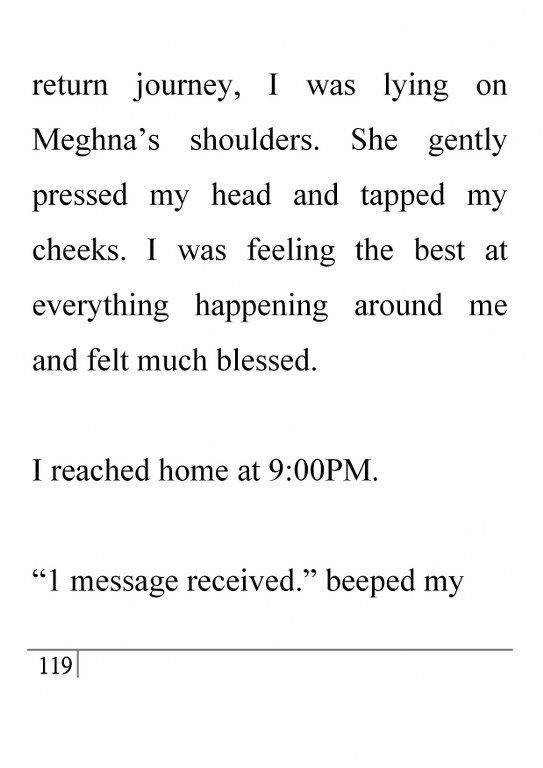 return journey, I was lying on
Meghna’s shoulders. She gently
pressed my head and tapped my
cheeks. I was feeling the best at
everything happening around me
and felt much blessed.
I reached home at 9:00PM.
“1 message received.” beeped my
119